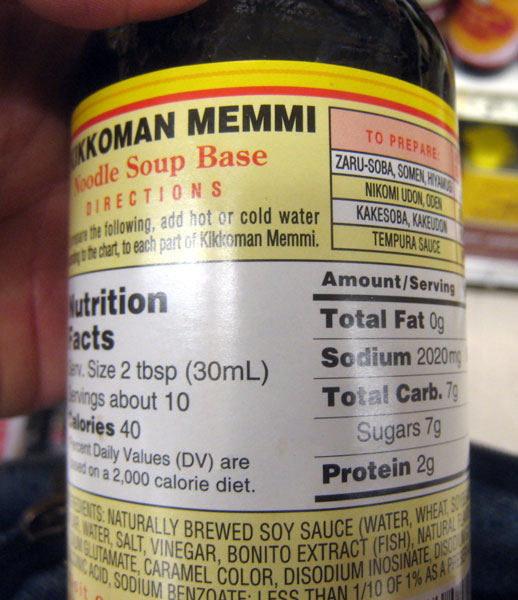 KIKKOMAN MEMMI
Noodle Soup Base
DIRECTIONS
the following, add hot or cold water
to the chart, to each part of Kikkoman Memmi.
TO PREPARE:
ZARU-SOBA, SOMEN, HIYAMUGI
NIKOMI UDON, ODEN
KAKESOBA, KAKEUDON
TEMPURA SAUCE
Nutrition
Facts
Serv. Size 2 tbsp (30mL)
Servings about 10
Calories 40
Percent Daily Values (DV) are
based on a 2,000 calorie diet.
Amount/Serving
Total Fat 0g
Sodium 2020mg
Total Carb. 7g
Sugars 7g
Protein 2g
INGREDIENTS: NATURALLY BREWED SOY SAUCE (WATER, WHEAT,
WATER, SALT, VINEGAR, BONITO EXTRACT (FISH), NATURAL
GLUTAMATE, CARAMEL COLOR, DISODIUM INOSINATE,
ACID, SODIUM BENZOATE: LESS THAN 1/10 OF 1% AS A